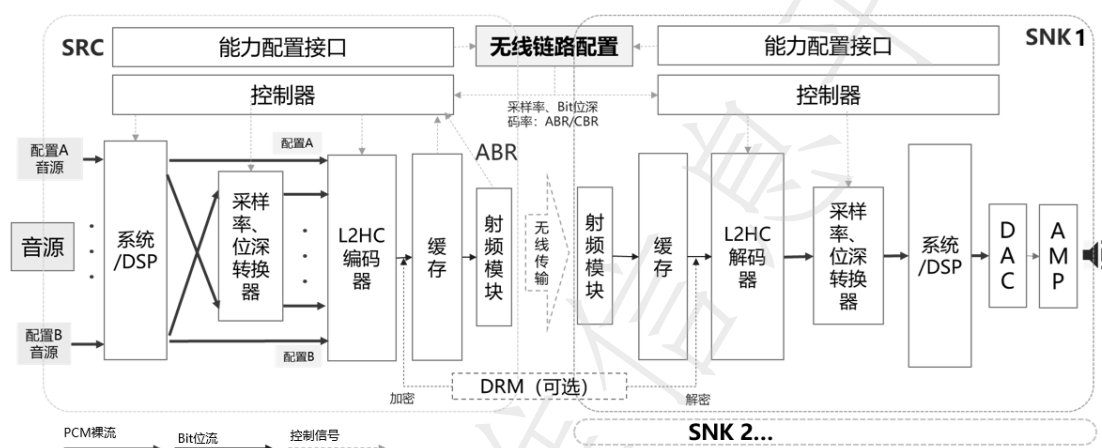 SRC
能力配置接口
无线链路配置
能力配置接口
SNK 1
控制器
采样率、Bit位深
码率：ABR/CBR
控制器
配置A
音源
配置A
ABR
音源
系统
/DSP
采样
率、
位深
转换
器
L2HC
编码
器
缓存
射频模块
无线传输
射频模块
缓存
L2HC
解码
器
采样
率、
位深
转换
器
系统
/DSP
DAC
AMP
配置B
音源
配置B
加密
DRM（可选）
解密
PCM裸流
Bit位流
控制信号
SNK 2...